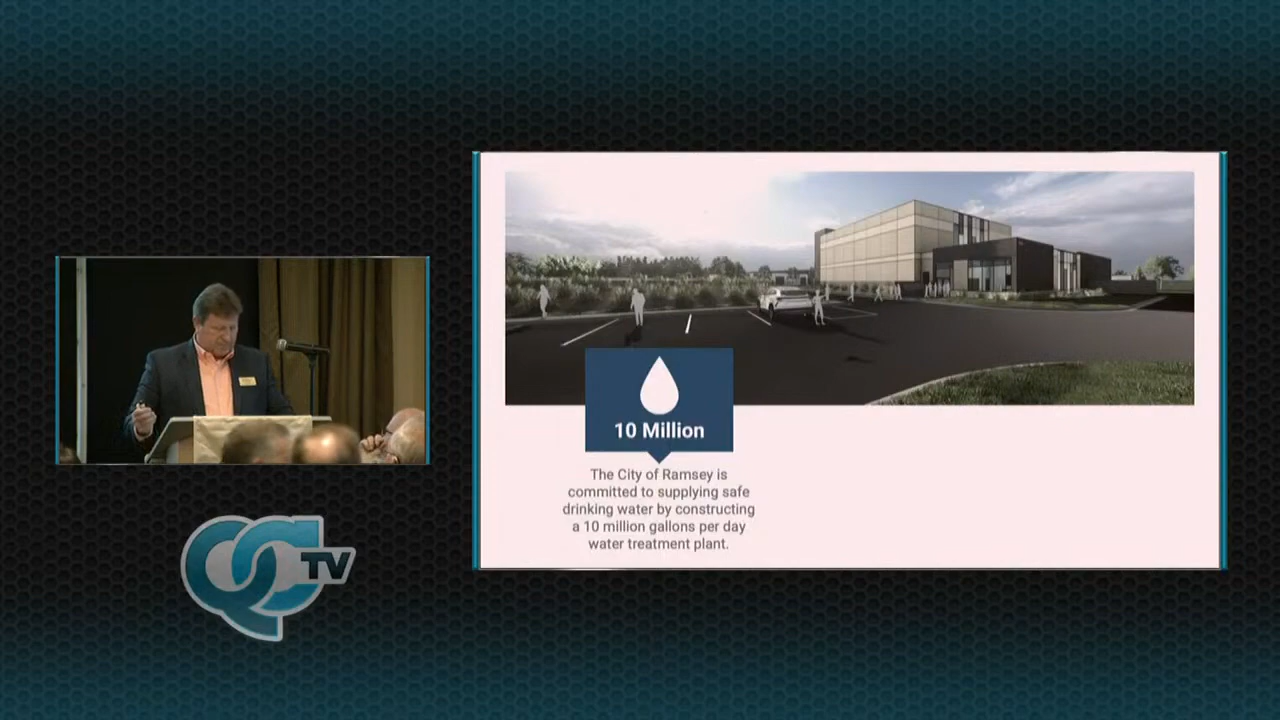 10 Million
The City of Ramsey is
committed to supplying safe
drinking water by constructing
a 10 million gallons per day
water treatment plant.
QC TV